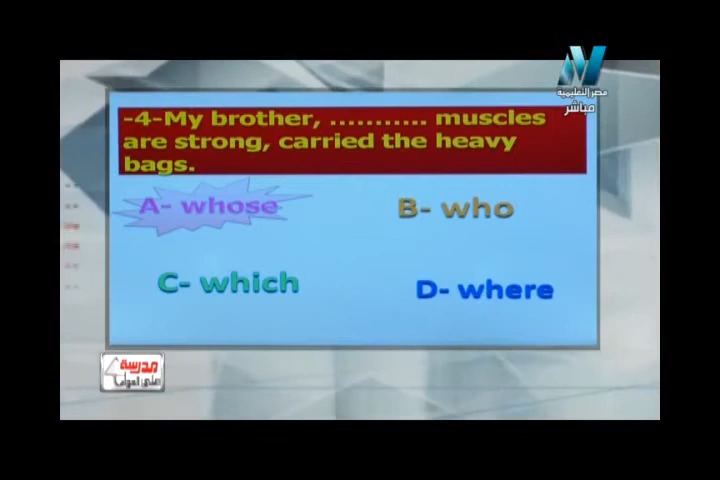 مصر التعليمية
مباشر
-4-My brother, ........... muscles
are strong, carried the heavy
bags.
A- whose
B- who
C- which
D- where
مدرسة
على الهواء